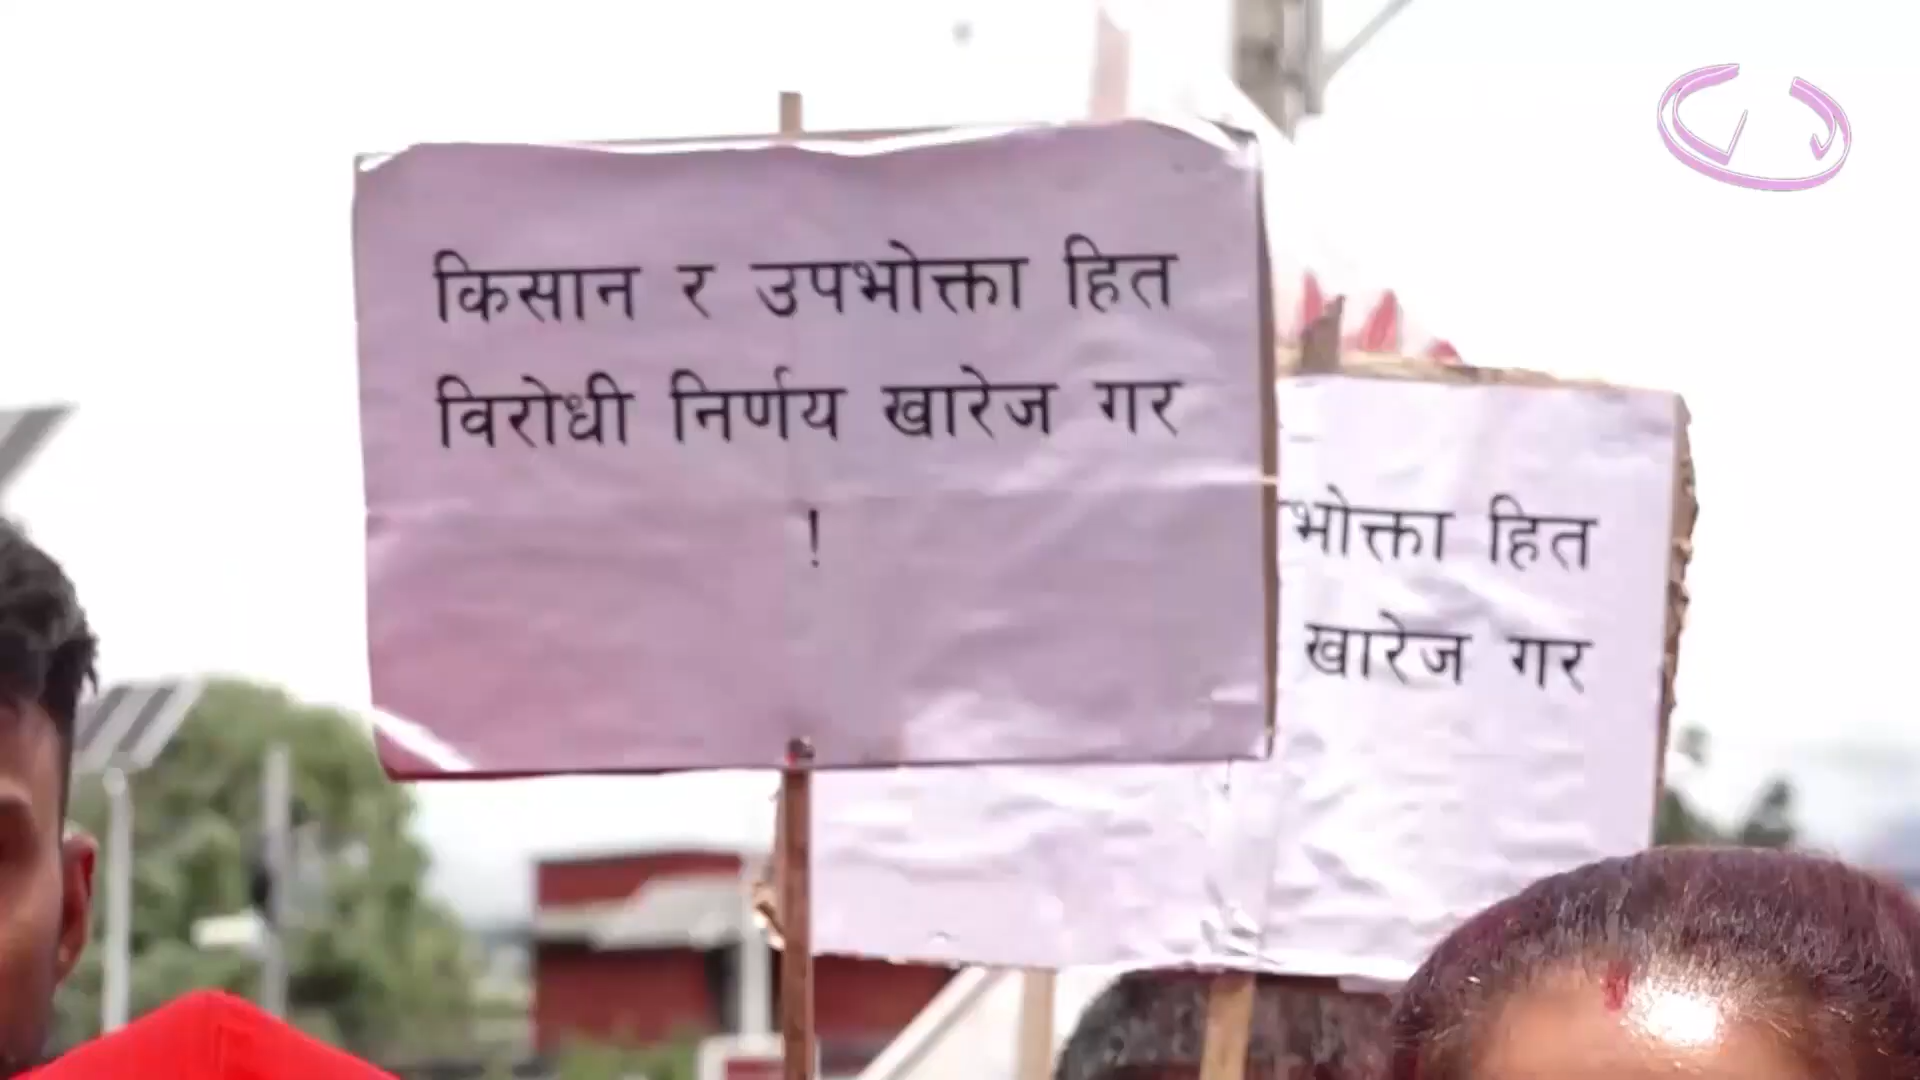 किसान र उपभोक्ता हित
विरोधी निर्णय खारेज गर
!
भोक्ता हित
खारेज गर